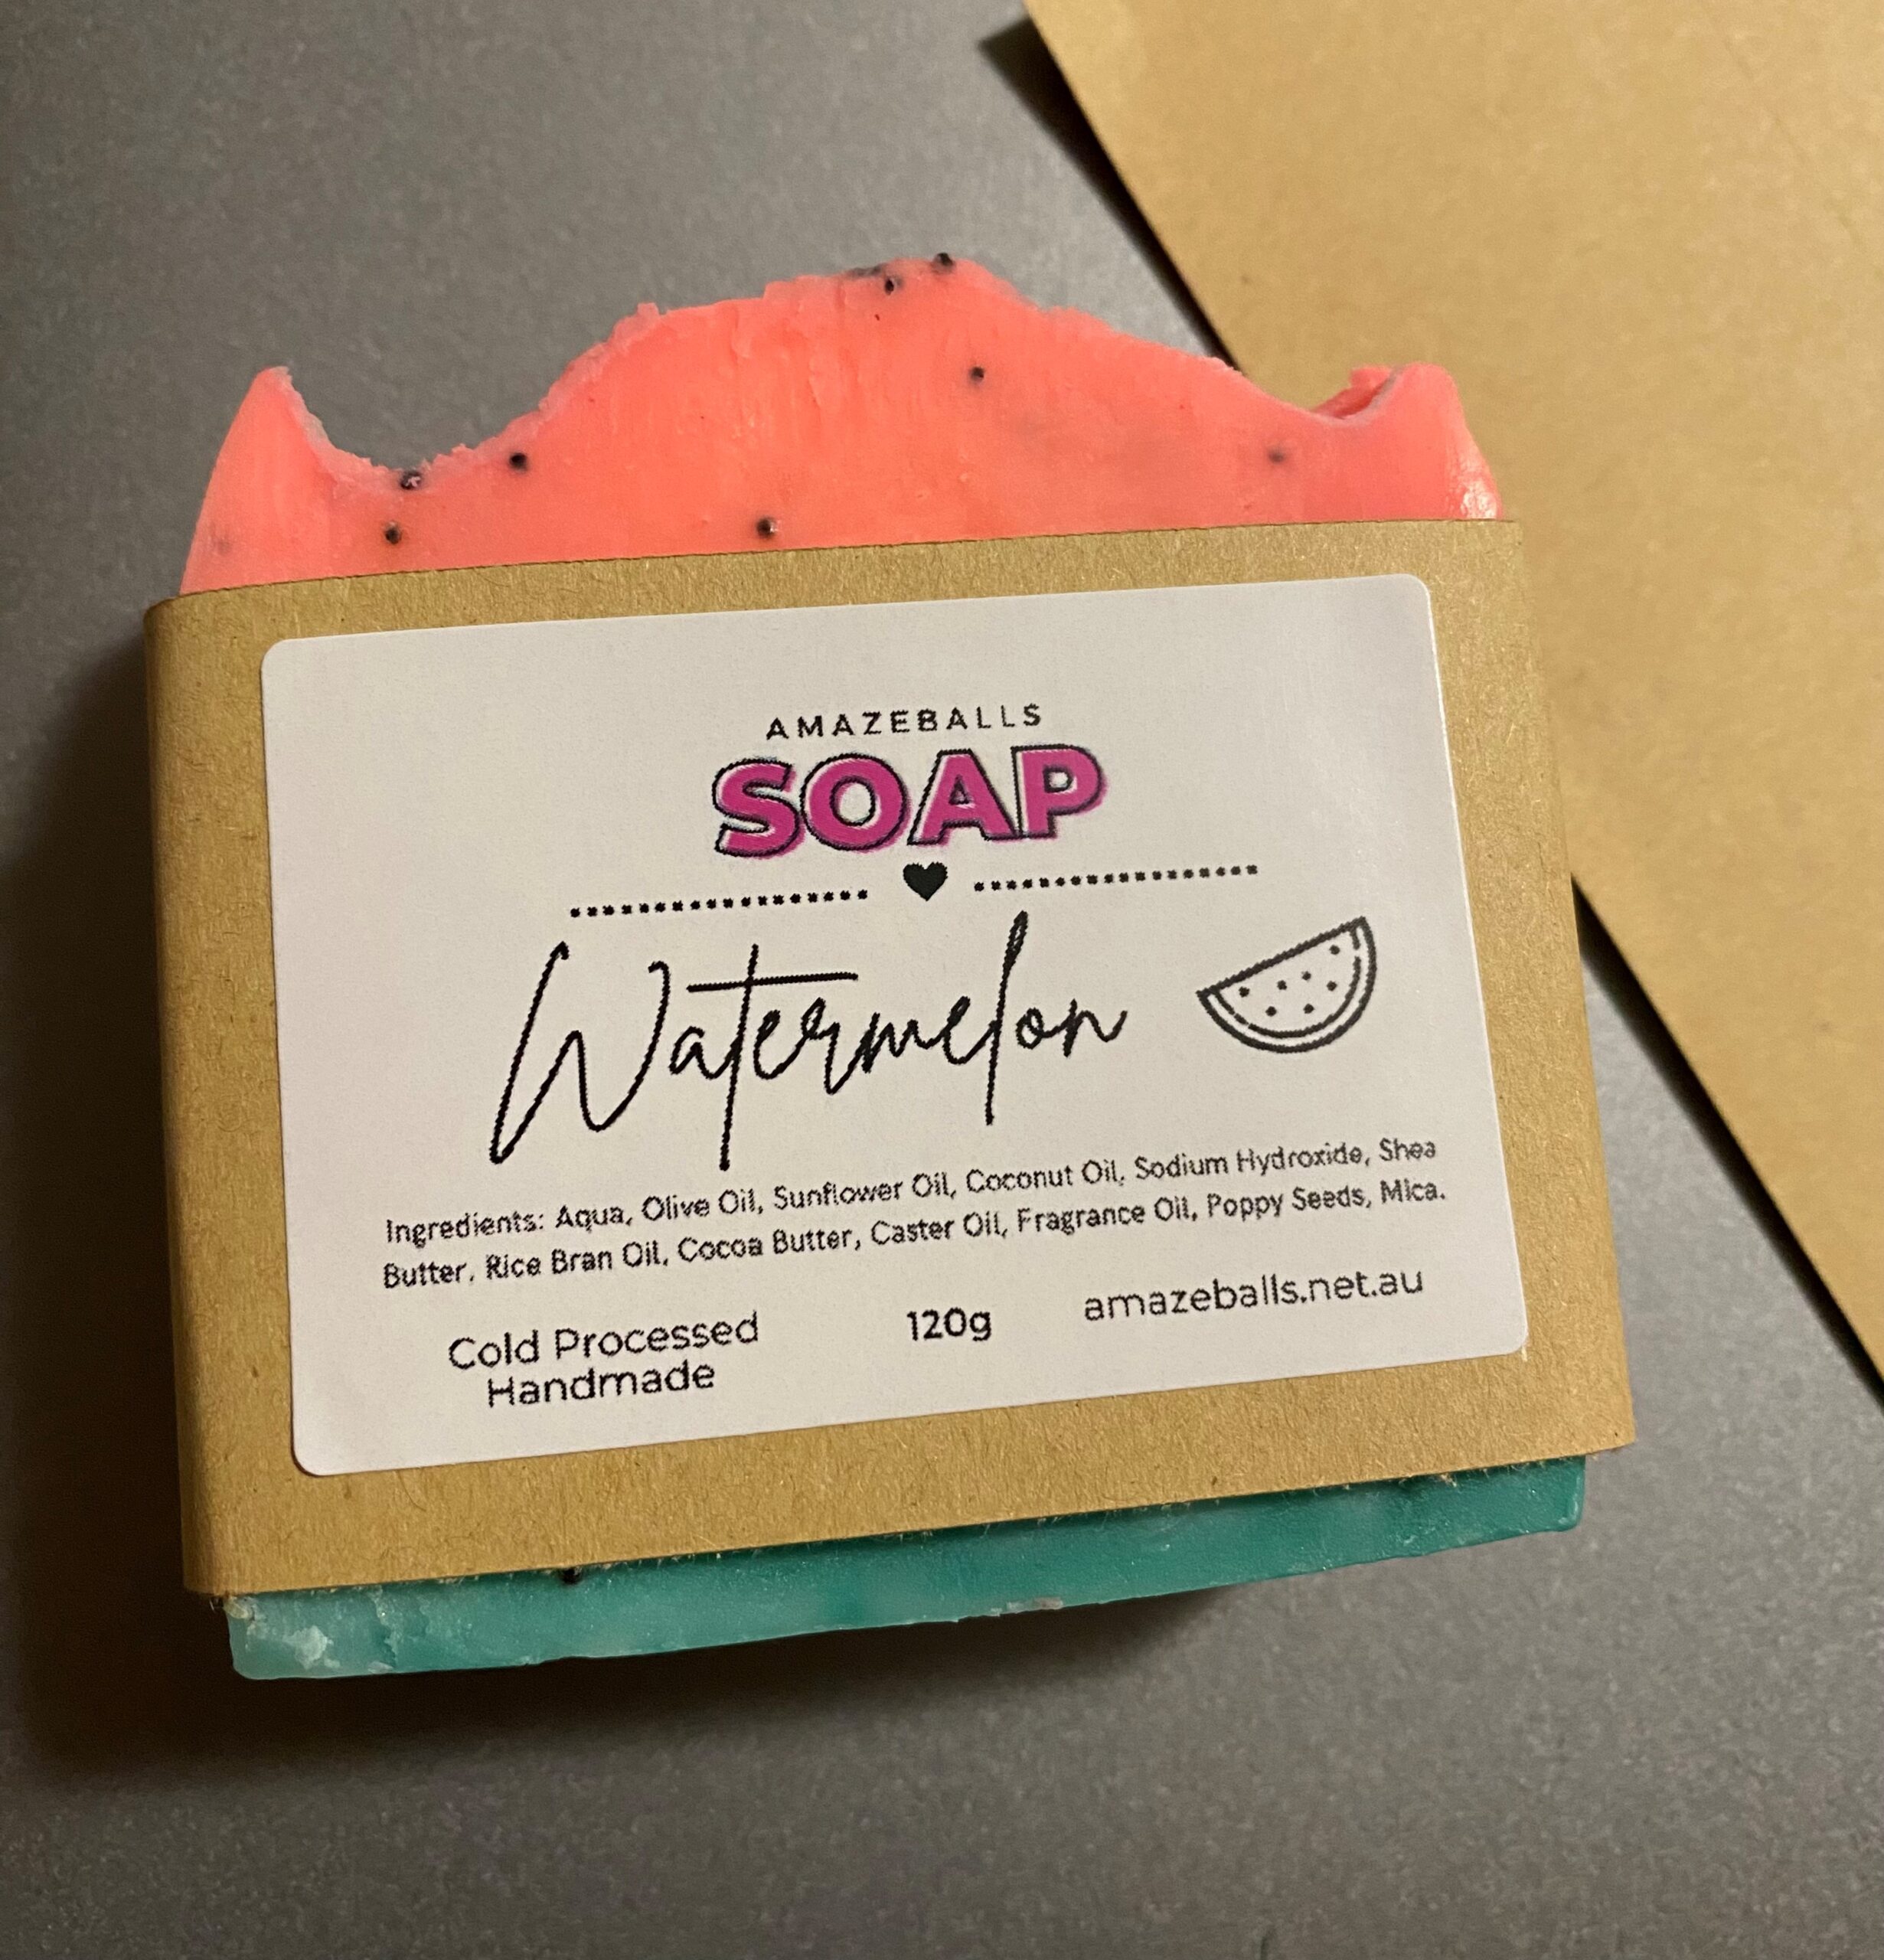 AMAZEBALLS
SOAP
Watermelon
Ingredients: Aqua, Olive Oil, Sunflower Oil, Coconut Oil, Sodium Hydroxide, Shea
Butter, Rice Bran Oil, Cocoa Butter, Caster Oil, Fragrance Oil, Poppy Seeds, Mica.
Cold Processed
Handmade
120g
amazeballs.net.au